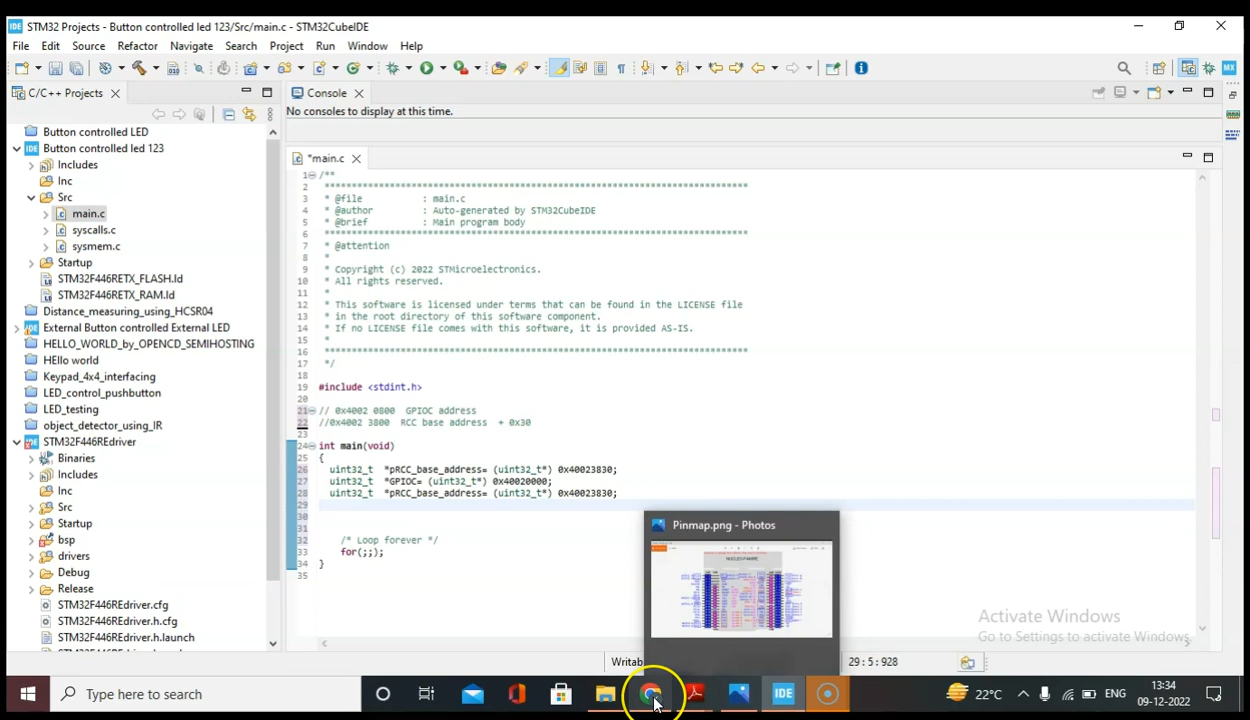 IDE STM32 Projects - Button controlled led 123/Src/main.c - STM32CubeIDE
File Edit Source Refactor Navigate Search Project Run Window Help
MX
C/C++ Projects
Console
No consoles to display at this time.
*main.c
Button controlled LED
IDE Button controlled led 123
Includes
Inc
Src
main.c
syscalls.c
sysmem.c
Startup
STM32F446RETX_FLASH.ld
STM32F446RETX_RAM.ld
Distance_measuring_using_HCSR04
External Button controlled External LED
HELLO_WORLD_by_OPENCD_SEMIHOSTING
HEllo world
Keypad_4x4_interfacing
LED_control_pushbutton
LED_testing
object_detector_using_IR
STM32F446REdriver
Binaries
Includes
Inc
Src
Startup
bsp
drivers
Debug
Release
STM32F446REdriver.cfg
STM32F446REdriver.h.cfg
STM32F446REdriver.h.launch
1 /**
2 ******************************************************************************
3 * @file : main.c
4 * @author : Auto-generated by STM32CubeIDE
5 * @brief : Main program body
6 ******************************************************************************
7 * @attention
8 *
9 * Copyright (c) 2022 STMicroelectronics.
10 * All rights reserved.
11 *
12 * This software is licensed under terms that can be found in the LICENSE file
13 * in the root directory of this software component.
14 * If no LICENSE file comes with this software, it is provided AS-IS.
15 *
16 ******************************************************************************
17 */
18
19 #include <stdint.h>
20
21 // 0x4002 0800 GPIOC address
22 //0x4002 3800 RCC base address + 0x30
23
24 int main(void)
25 {
26 uint32_t *pRCC_base_address= (uint32_t*) 0x40023830;
27 uint32_t *GPIOC= (uint32_t*) 0x40020000;
28 uint32_t *pRCC_base_address= (uint32_t*) 0x40023830;
29
30
31
32 /* Loop forever */
33 for(;;);
34 }
35
Pinmap.png - Photos
Activate Windows
Go to Settings to activate Windows.
Writab
29 : 5 : 928
Type here to search
IDE
22°C
ENG
13:34
09-12-2022